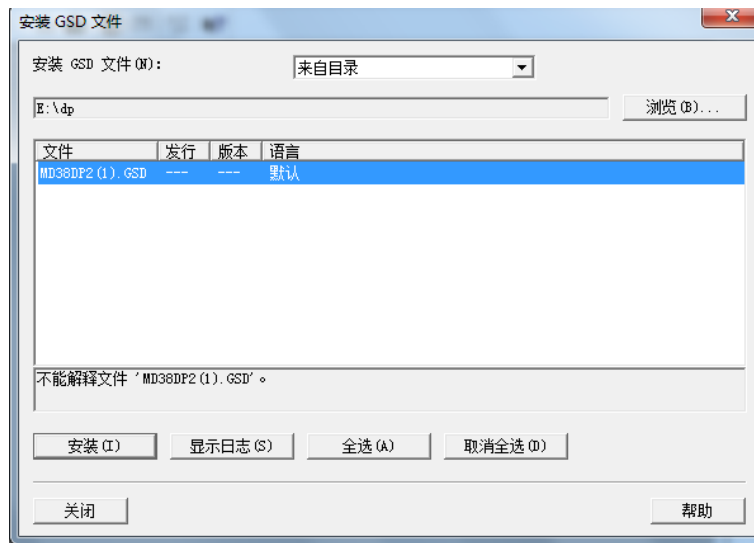 安装 GSD 文件
安装 GSD 文件(N): 来自目录
E:\dp 浏览(B)...
文件 发行 版本 语言
MD38DP2(1).GSD --- --- 默认
不能解释文件 'MD38DP2(1).GSD'。
安装(I) 显示日志(S) 全选(A) 取消全选(D)
关闭 帮助